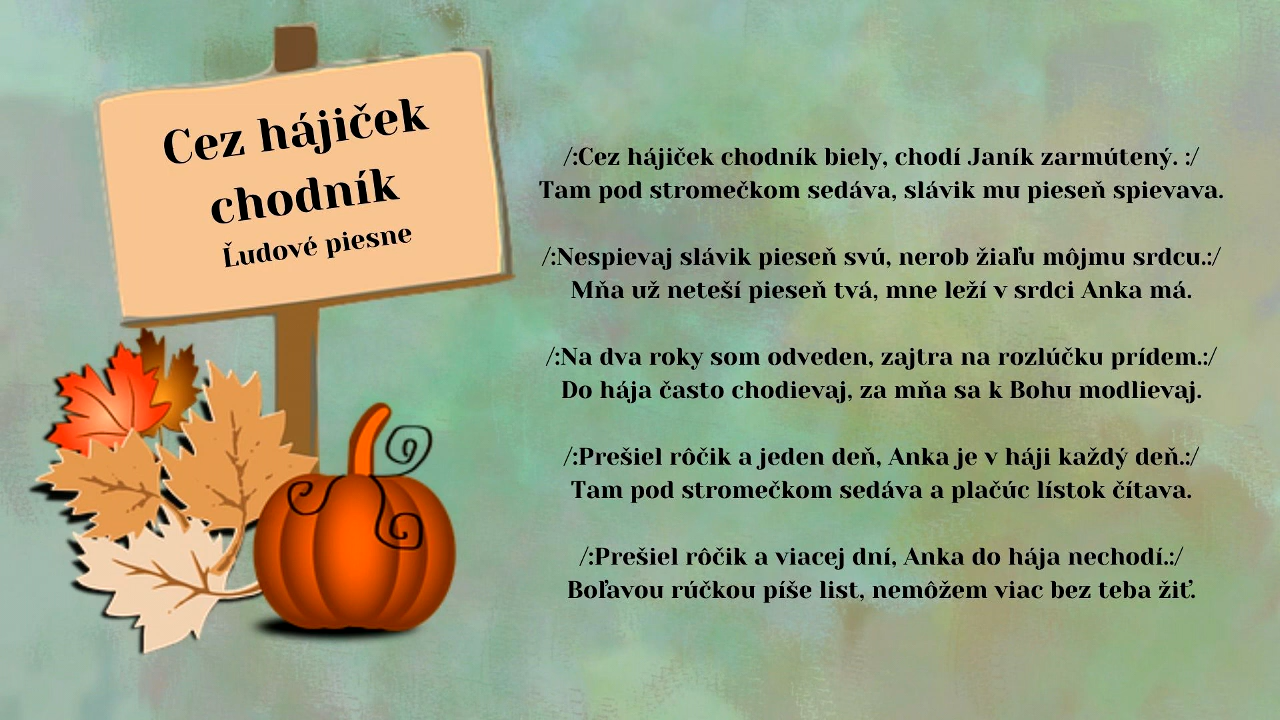 Cez hájiček
chodník
Ľudové piesne
/:Cez hájiček chodník biely, chodí Janík zarmútený. :/
Tam pod stromečkom sedáva, slávik mu pieseň spievava.
/:Nespievaj slávik pieseň svú, nerob žiaľu môjmu srdcu.:/
Mňa už neteší pieseň tvá, mne leží v srdci Anka má.
/:Na dva roky som odveden, zajtra na rozlúčku prídem.:/
Do hája často chodievaj, za mňa sa k Bohu modlievaj.
/:Prešiel rôčik a jeden deň, Anka je v háji každý deň.:/
Tam pod stromečkom sedáva a plačúc lístok čítava.
/:Prešiel rôčik a viacej dní, Anka do hája nechodí.:/
Boľavou rúčkou píše list, nemôžem viac bez teba žiť.